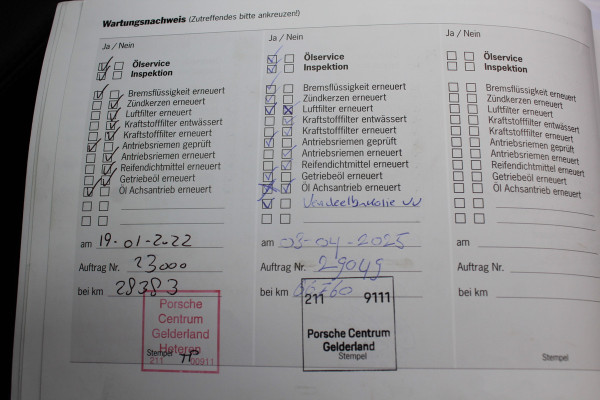 Wartungsnachweis (Zutreffendes bitte ankreuzen!)
Ja / Nein
Ölservice
Inspektion
Bremsflüssigkeit erneuert
Zündkerzen erneuert
Luftfilter erneuert
Kraftstofffilter entwässert
Kraftstofffilter erneuert
Antriebsriemen geprüft
Antriebsriemen erneuert
Reifendichtmittel erneuert
Getriebeöl erneuert
Öl Achsantrieb erneuert
am 19-01-2022
Auftrag Nr. 23000
bei km 28383
Porsche
Centrum
Gelderland
Heteren
Stempel
211 00911
Ja / Nein
Ölservice
Inspektion
Bremsflüssigkeit erneuert
Zündkerzen erneuert
Luftfilter erneuert
Kraftstofffilter entwässert
Kraftstofffilter erneuert
Antriebsriemen geprüft
Antriebsriemen erneuert
Reifendichtmittel erneuert
Getriebeöl erneuert
Öl Achsantrieb erneuert
am 03-04-2025
Auftrag Nr. 29049
bei km
211 9111
Porsche Centrum
Gelderland
Stempel
Ja / Nein
Ölservice
Inspektion
Bremsflüssigkeit erneuert
Zündkerzen erneuert
Luftfilter erneuert
Kraftstofffilter entwässert
Kraftstofffilter erneuert
Antriebsriemen geprüft
Antriebsriemen erneuert
Reifendichtmittel erneuert
Getriebeöl erneuert
Öl Achsantrieb erneuert
am
Auftrag Nr.
bei km
Stempel